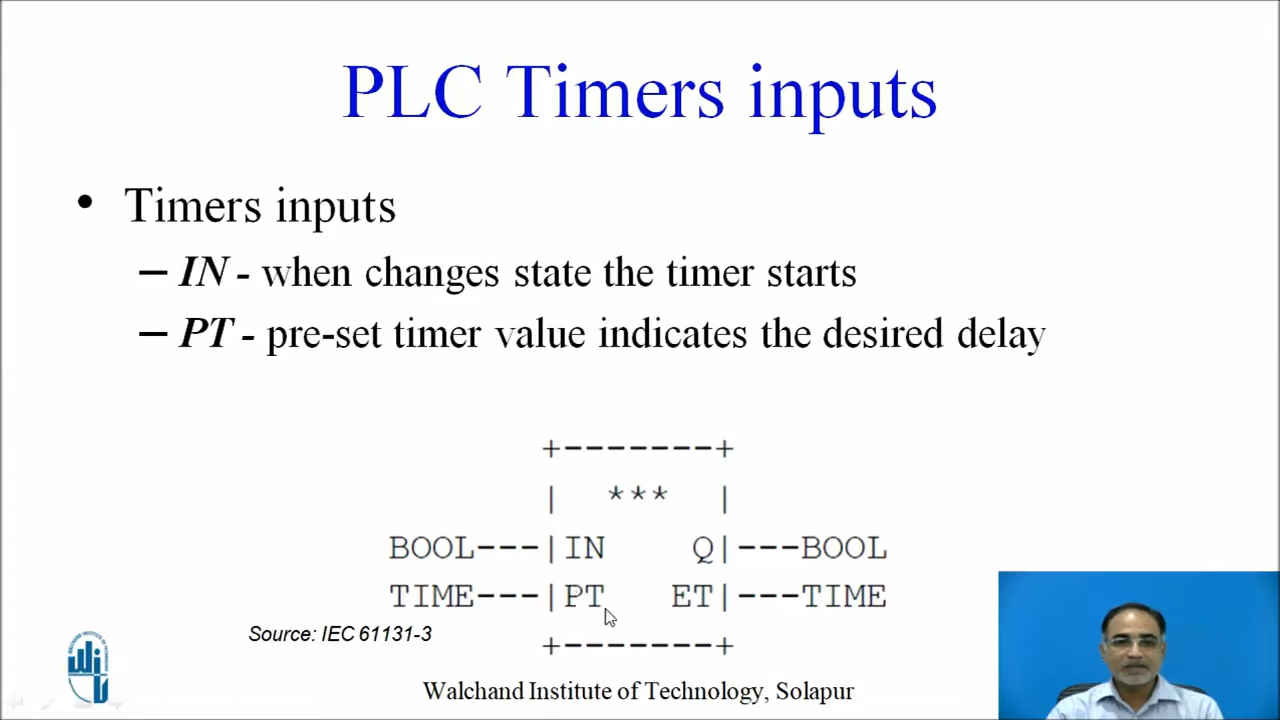 PLC Timers inputs
• Timers inputs
– IN - when changes state the timer starts
– PT - pre-set timer value indicates the desired delay
+-------+
| *** |
BOOL---|IN Q|---BOOL
TIME---|PT ET|---TIME
+-------+
Source: IEC 61131-3
Walchand Institute of Technology, Solapur